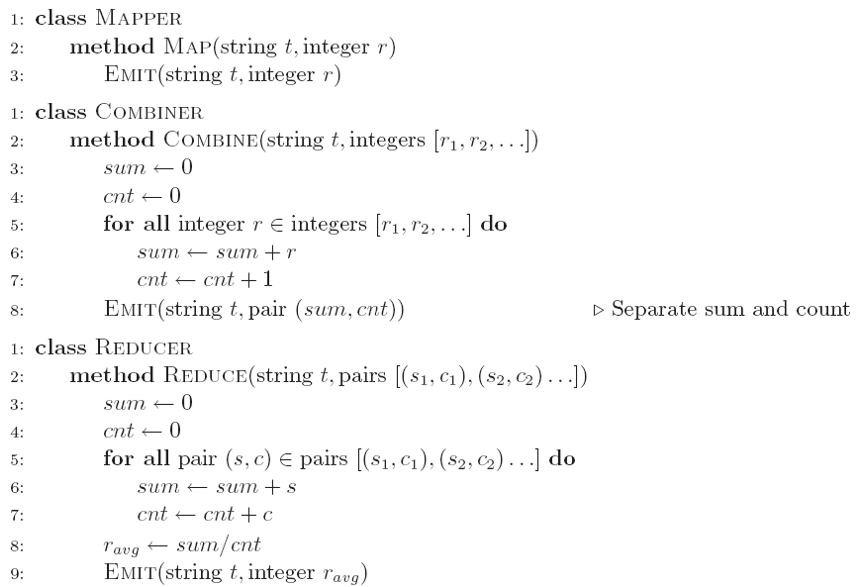 1: class MAPPER
2: method MAP(string t, integer r)
3: EMIT(string t, integer r)
1: class COMBINER
2: method COMBINE(string t, integers [r₁, r₂, . . .])
3: sum ← 0
4: cnt ← 0
5: for all integer r ∈ integers [r₁, r₂, . . .] do
6: sum ← sum + r
7: cnt ← cnt + 1
8: EMIT(string t, pair (sum, cnt)) ▷ Separate sum and count
1: class REDUCER
2: method REDUCE(string t, pairs [(s₁, c₁), (s₂, c₂) . . .])
3: sum ← 0
4: cnt ← 0
5: for all pair (s, c) ∈ pairs [(s₁, c₁), (s₂, c₂) . . .] do
6: sum ← sum + s
7: cnt ← cnt + c
8: r_avg ← sum/cnt
9: EMIT(string t, integer r_avg)